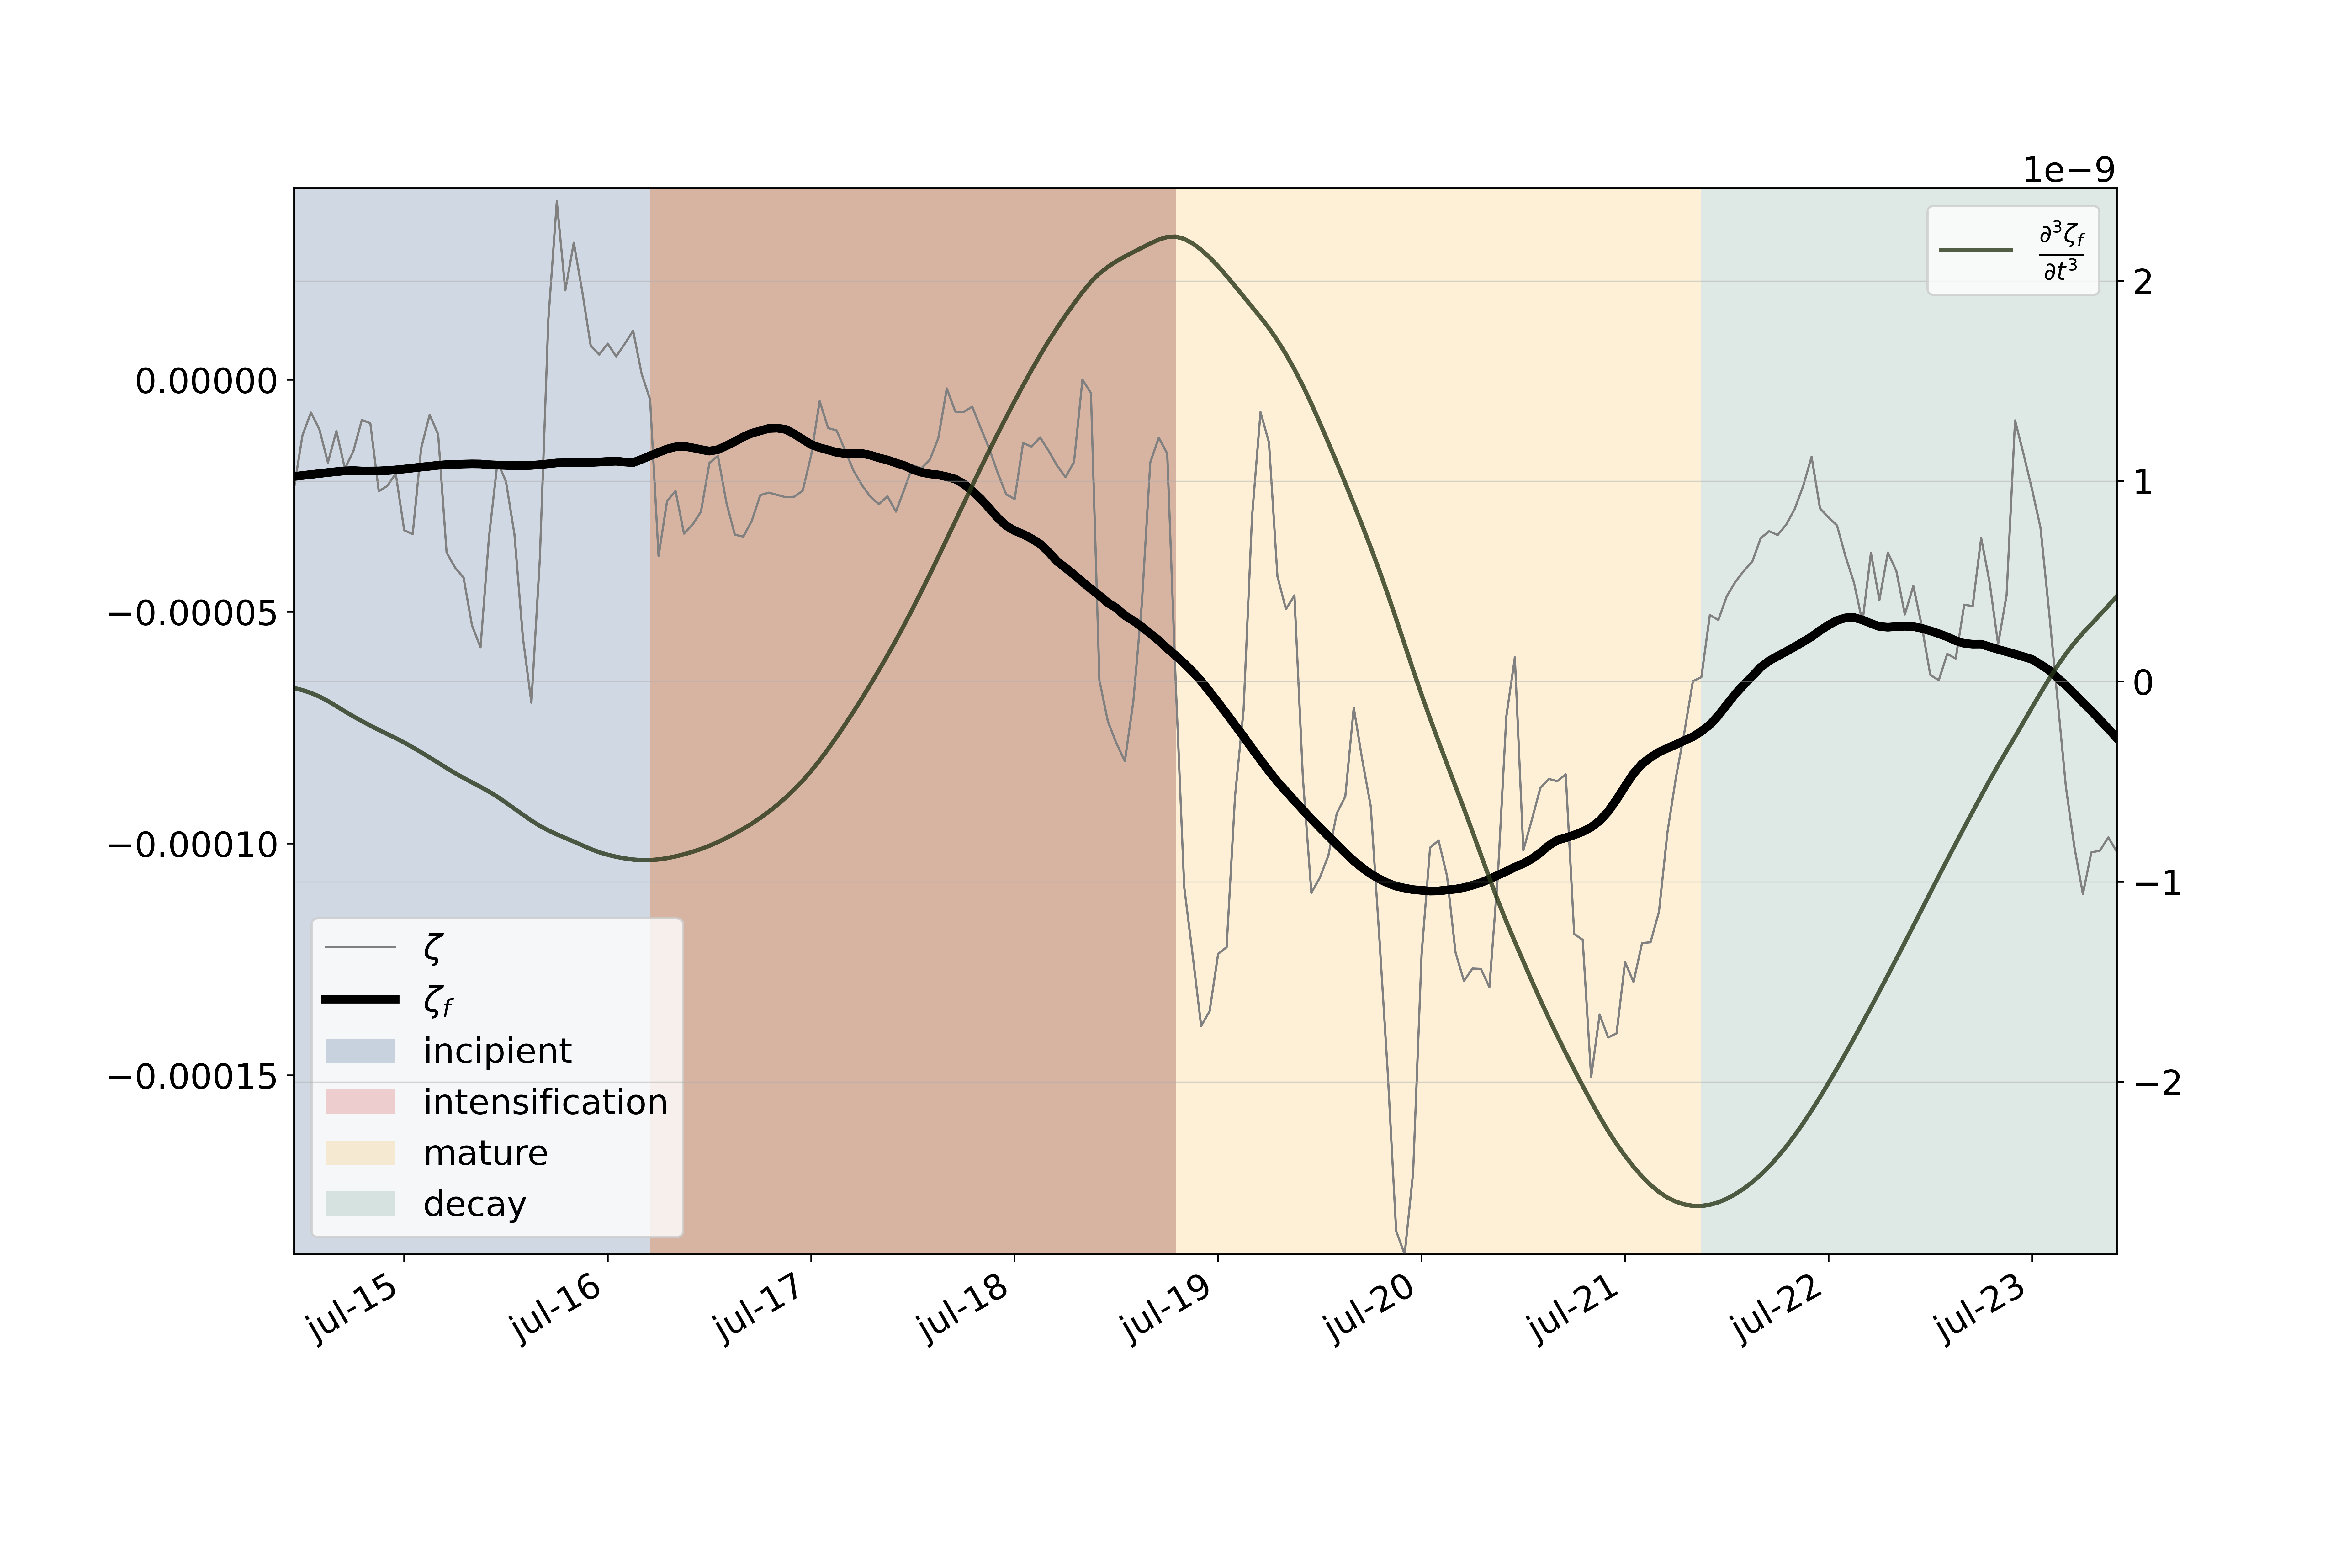 1e−9
∂³ζ_f
∂t³
2
1
0
−1
−2
0.00000
−0.00005
−0.00010
−0.00015
ζ
ζ_f
incipient
intensification
mature
decay
jul-15
jul-16
jul-17
jul-18
jul-19
jul-20
jul-21
jul-22
jul-23